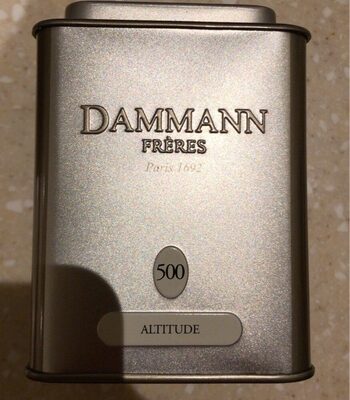 DAMMANN
FRÈRES
Paris 1692
500
ALTITUDE